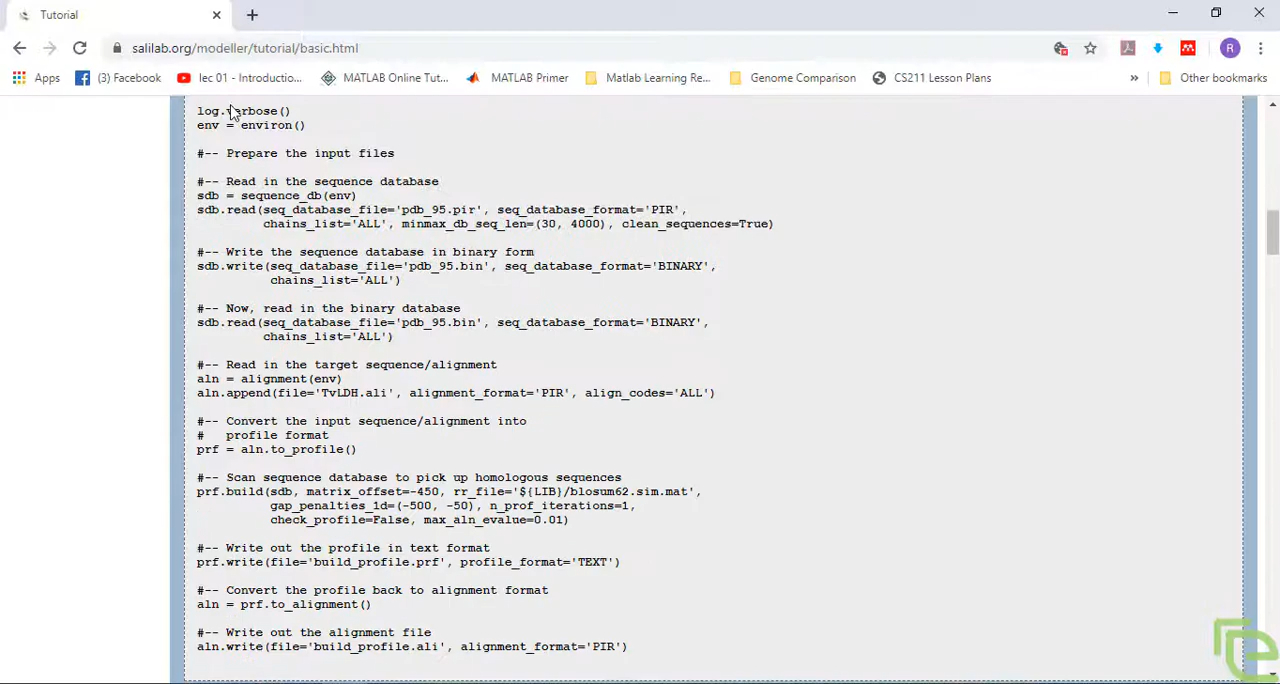 Tutorial
salilab.org/modeller/tutorial/basic.html
R
Apps
(3) Facebook
lec 01 - Introductio...
MATLAB Online Tut...
MATLAB Primer
Matlab Learning Re...
Genome Comparison
CS211 Lesson Plans
»
Other bookmarks
log.verbose()
env = environ()
#-- Prepare the input files
#-- Read in the sequence database
sdb = sequence_db(env)
sdb.read(seq_database_file='pdb_95.pir', seq_database_format='PIR',
chains_list='ALL', minmax_db_seq_len=(30, 4000), clean_sequences=True)
#-- Write the sequence database in binary form
sdb.write(seq_database_file='pdb_95.bin', seq_database_format='BINARY',
chains_list='ALL')
#-- Now, read in the binary database
sdb.read(seq_database_file='pdb_95.bin', seq_database_format='BINARY',
chains_list='ALL')
#-- Read in the target sequence/alignment
aln = alignment(env)
aln.append(file='TvLDH.ali', alignment_format='PIR', align_codes='ALL')
#-- Convert the input sequence/alignment into
# profile format
prf = aln.to_profile()
#-- Scan sequence database to pick up homologous sequences
prf.build(sdb, matrix_offset=-450, rr_file='${LIB}/blosum62.sim.mat',
gap_penalties_1d=(-500, -50), n_prof_iterations=1,
check_profile=False, max_aln_evalue=0.01)
#-- Write out the profile in text format
prf.write(file='build_profile.prf', profile_format='TEXT')
#-- Convert the profile back to alignment format
aln = prf.to_alignment()
#-- Write out the alignment file
aln.write(file='build_profile.ali', alignment_format='PIR')